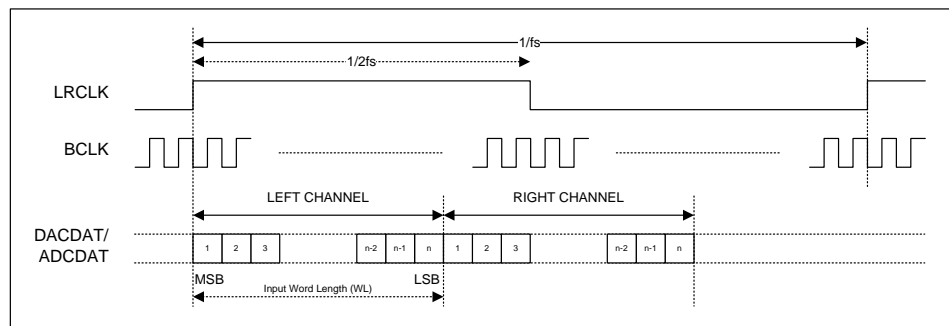 1/fs
1/2fs
LRCLK
BCLK
LEFT CHANNEL RIGHT CHANNEL
DACDAT/
ADCDAT
1 2 3 n-2 n-1 n 1 2 3 n-2 n-1 n
MSB LSB
Input Word Length (WL)